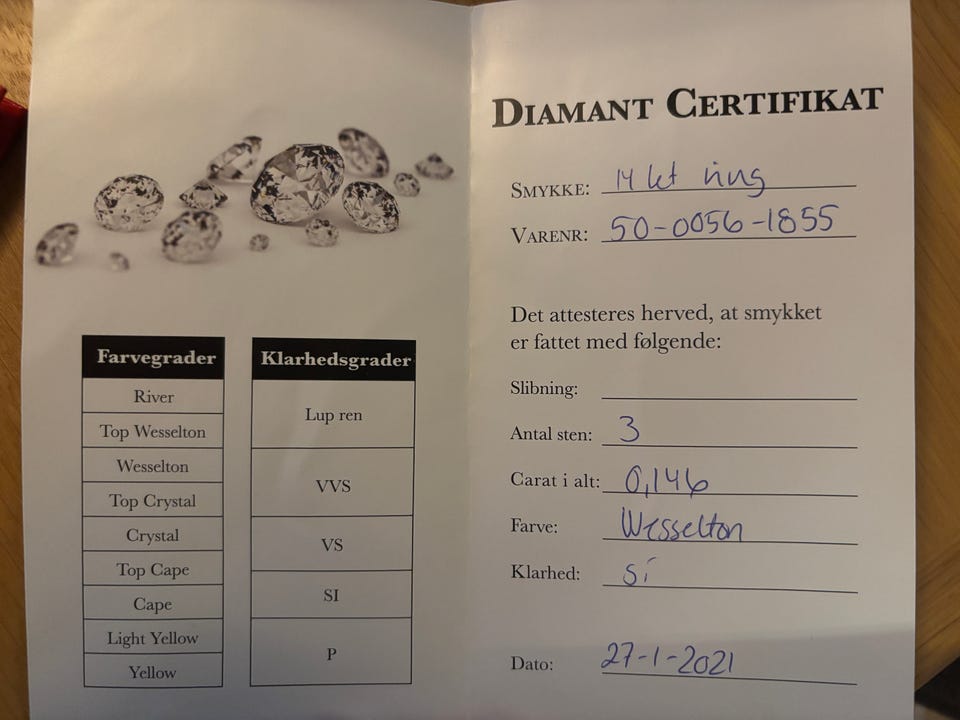 Farvegrader
River
Top Wesselton
Wesselton
Top Crystal
Crystal
Top Cape
Cape
Light Yellow
Yellow
Klarhedsgrader
Lup ren
VVS
VS
SI
P
DIAMANT CERTIFIKAT
SMYKKE: 14 kt ring
VARENR: 50-0056-1855
Det attesteres herved, at smykket
er fattet med følgende:
Slibning:
Antal sten: 3
Carat i alt: 0,146
Farve: Wesselton
Klarhed: Si
Dato: 27-1-2021